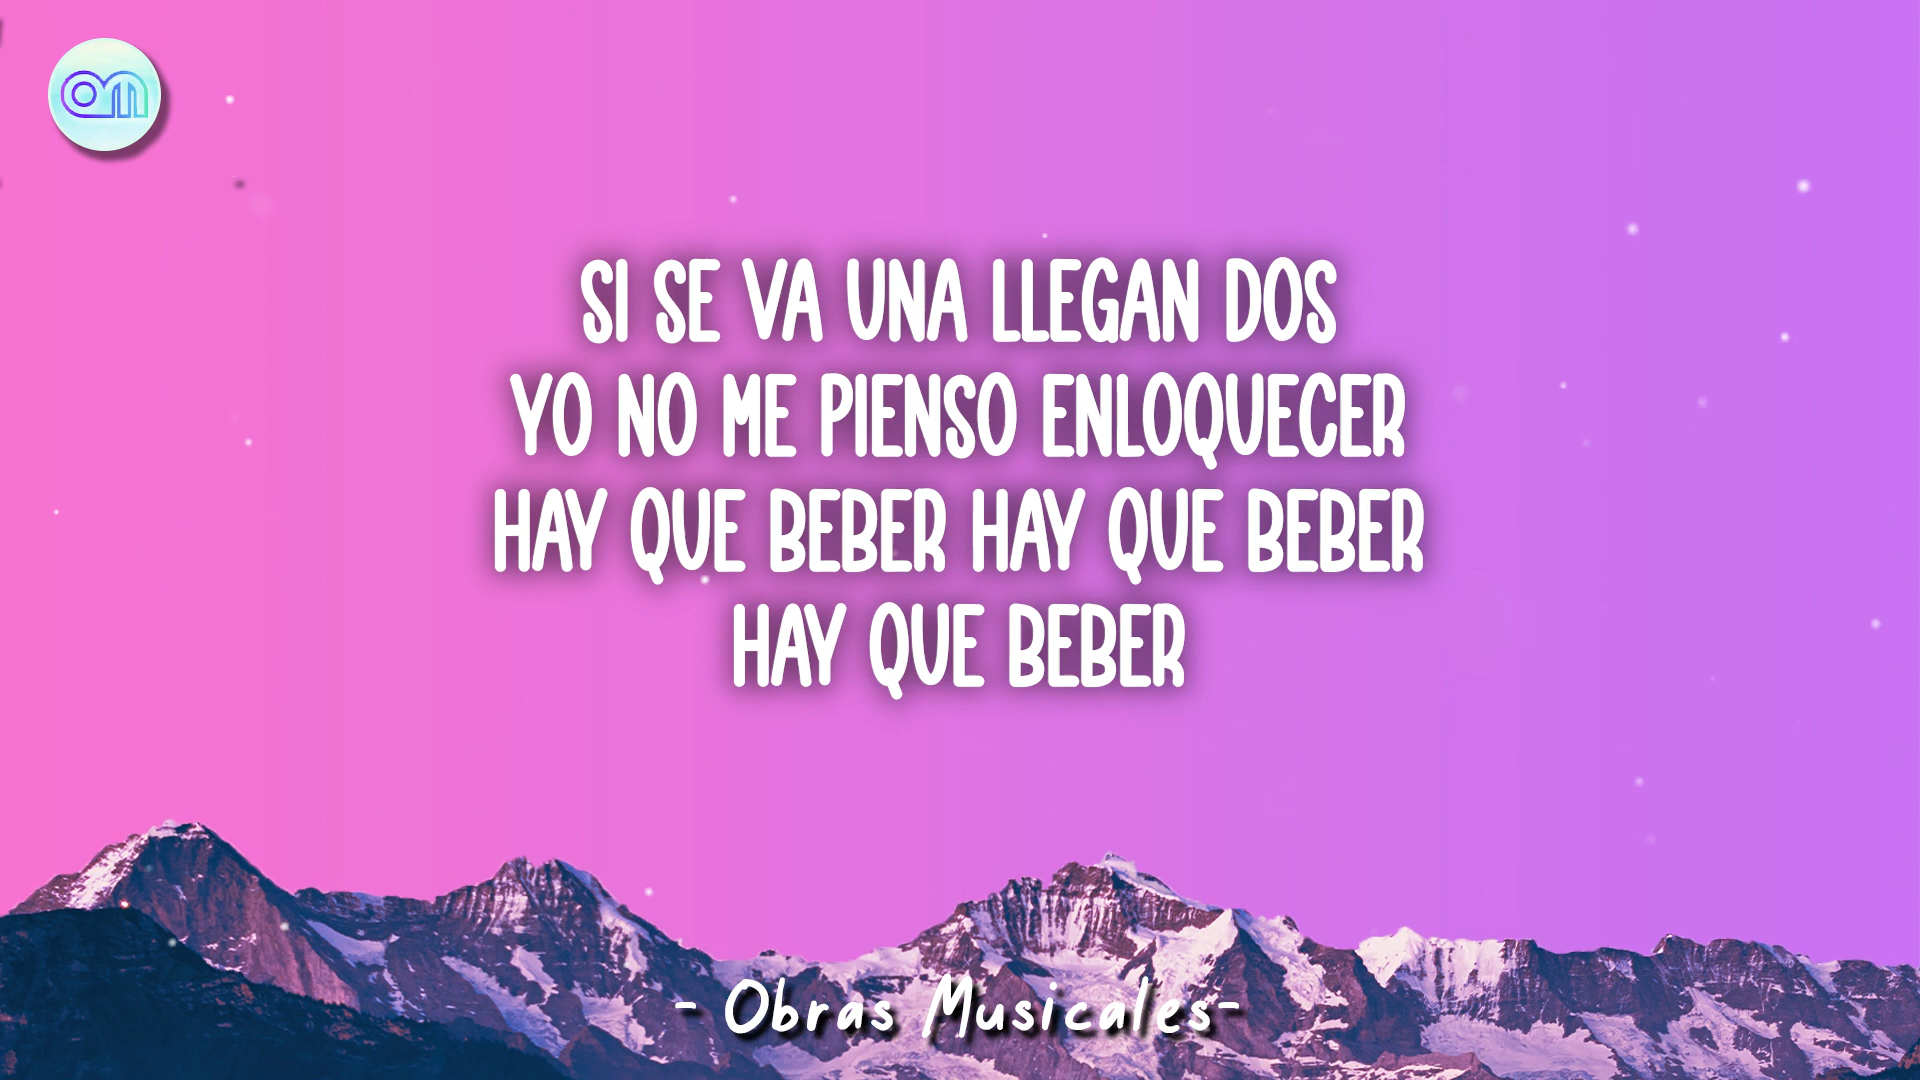 SI SE VA UNA LLEGAN DOS
YO NO ME PIENSO ENLOQUECER
HAY QUE BEBER HAY QUE BEBER
HAY QUE BEBER
- Obras Musicales-